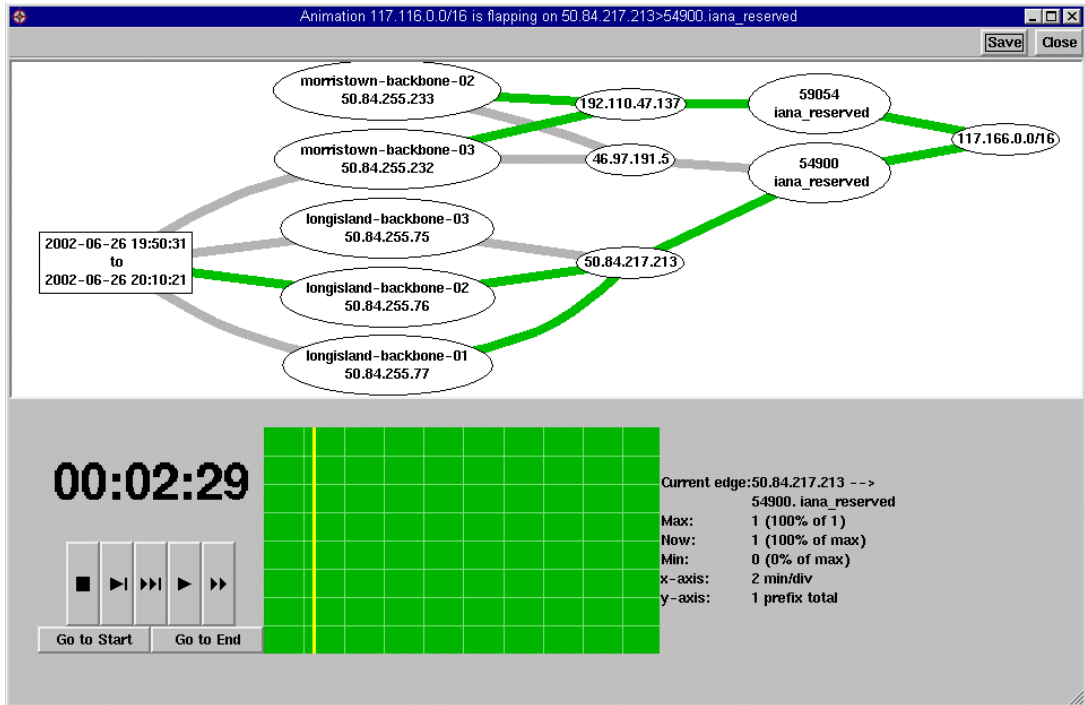 Animation 117.116.0.0/16 is flapping on 50.84.217.213>54900.iana_reserved
Save Close
morristown-backbone-02
50.84.255.233
192.110.47.137
59054
iana_reserved
117.166.0.0/16
morristown-backbone-03
50.84.255.232
46.97.191.5
54900
iana_reserved
longisland-backbone-03
50.84.255.75
2002-06-26 19:50:31
to
2002-06-26 20:10:21
50.84.217.213
longisland-backbone-02
50.84.255.76
longisland-backbone-01
50.84.255.77
00:02:29
Go to Start Go to End
Current edge:50.84.217.213 -->
54900. iana_reserved
Max: 1 (100% of 1)
Now: 1 (100% of max)
Min: 0 (0% of max)
x-axis: 2 min/div
y-axis: 1 prefix total